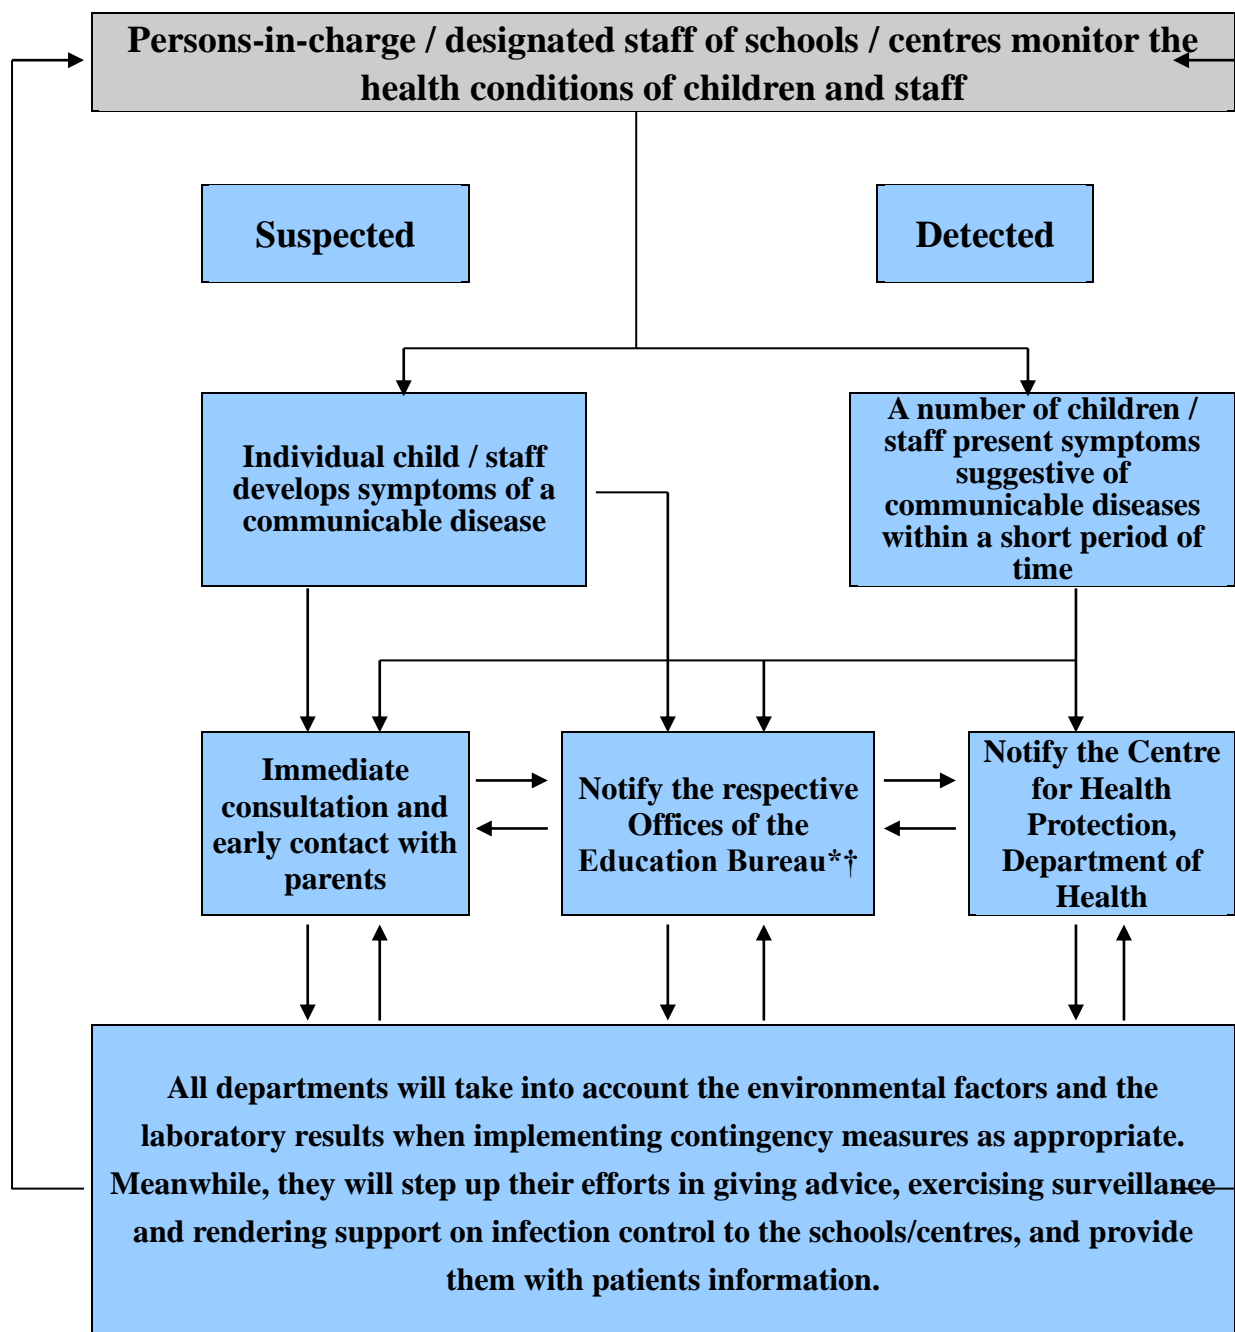 Persons-in-charge / designated staff of schools / centres monitor the
health conditions of children and staff
Suspected
Detected
Individual child / staff
develops symptoms of a
communicable disease
A number of children /
staff present symptoms
suggestive of
communicable diseases
within a short period of
time
Immediate
consultation and
early contact with
parents
Notify the respective
Offices of the
Education Bureau*†
Notify the Centre
for Health
Protection,
Department of
Health
All departments will take into account the environmental factors and the
laboratory results when implementing contingency measures as appropriate.
Meanwhile, they will step up their efforts in giving advice, exercising surveillance
and rendering support on infection control to the schools/centres, and provide
them with patients information.